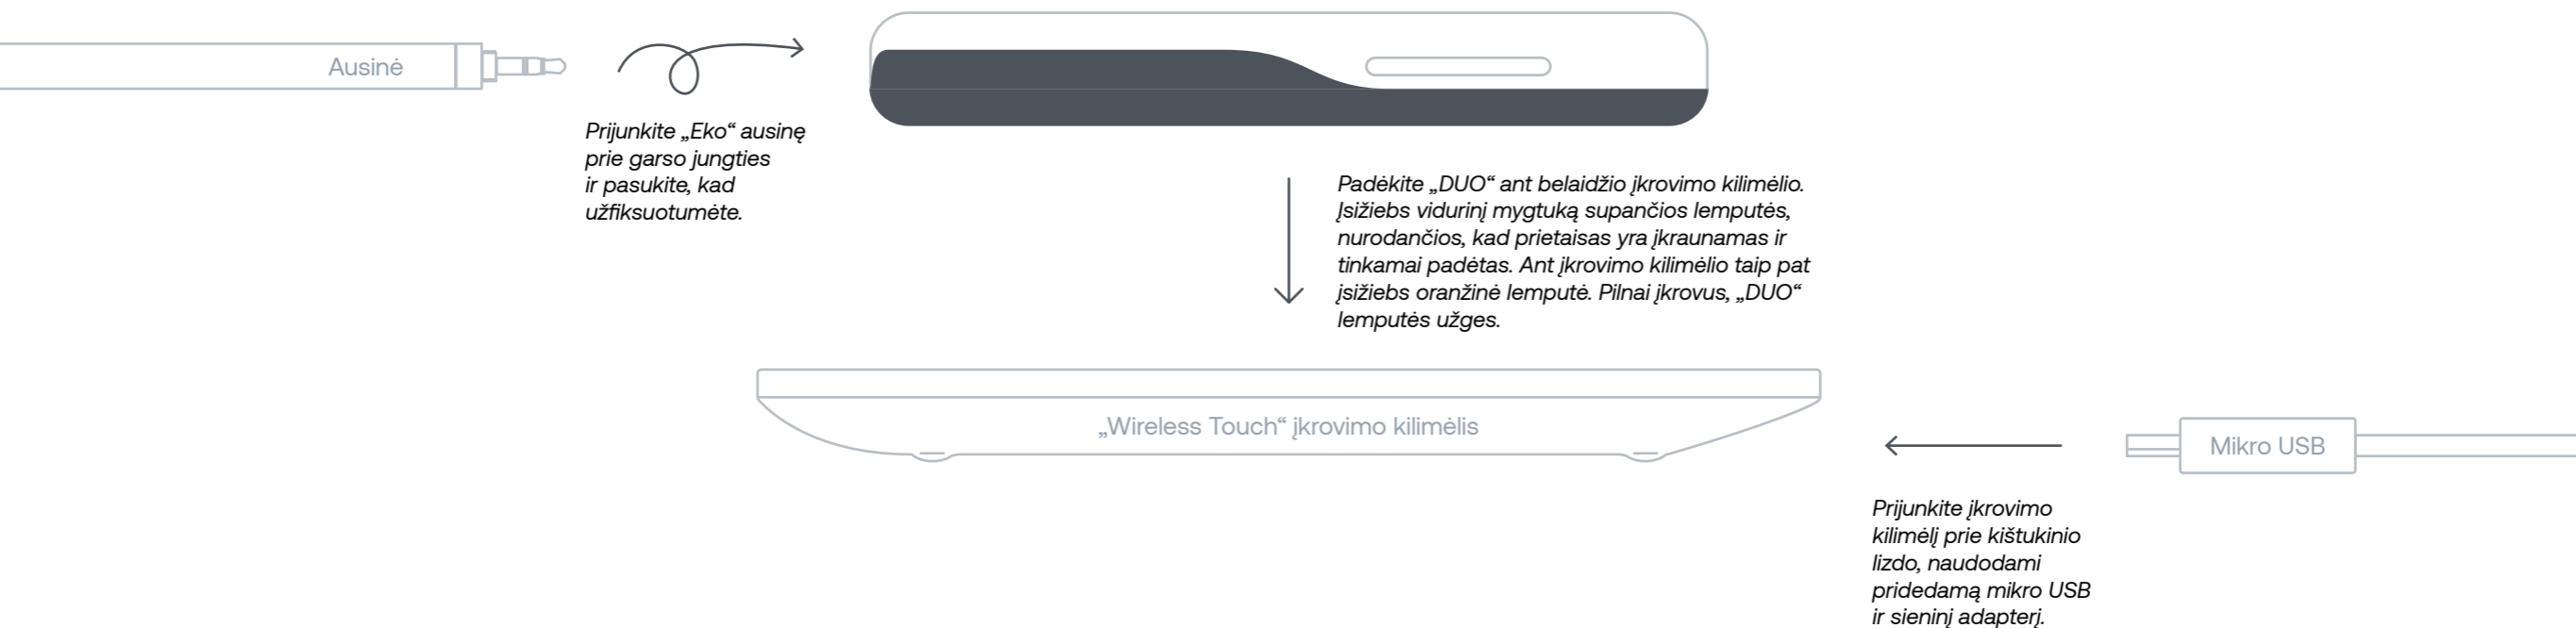 Ausinė
Prijunkite „Eko“ ausinę
prie garso jungties
ir pasukite, kad
užfiksuotumėte.
Padėkite „DUO“ ant belaidžio įkrovimo kilimėlio.
Įsižiebs vidurinį mygtuką supančios lemputės,
nurodančios, kad prietaisas yra įkraunamas ir
tinkamai padėtas. Ant įkrovimo kilimėlio taip pat
įsižiebs oranžinė lemputė. Pilnai įkrovus, „DUO“
lemputės užges.
„Wireless Touch“ įkrovimo kilimėlis
Mikro USB
Prijunkite įkrovimo
kilimėlį prie kištukinio
lizdo, naudodami
pridedamą mikro USB
ir sieninį adapterį.